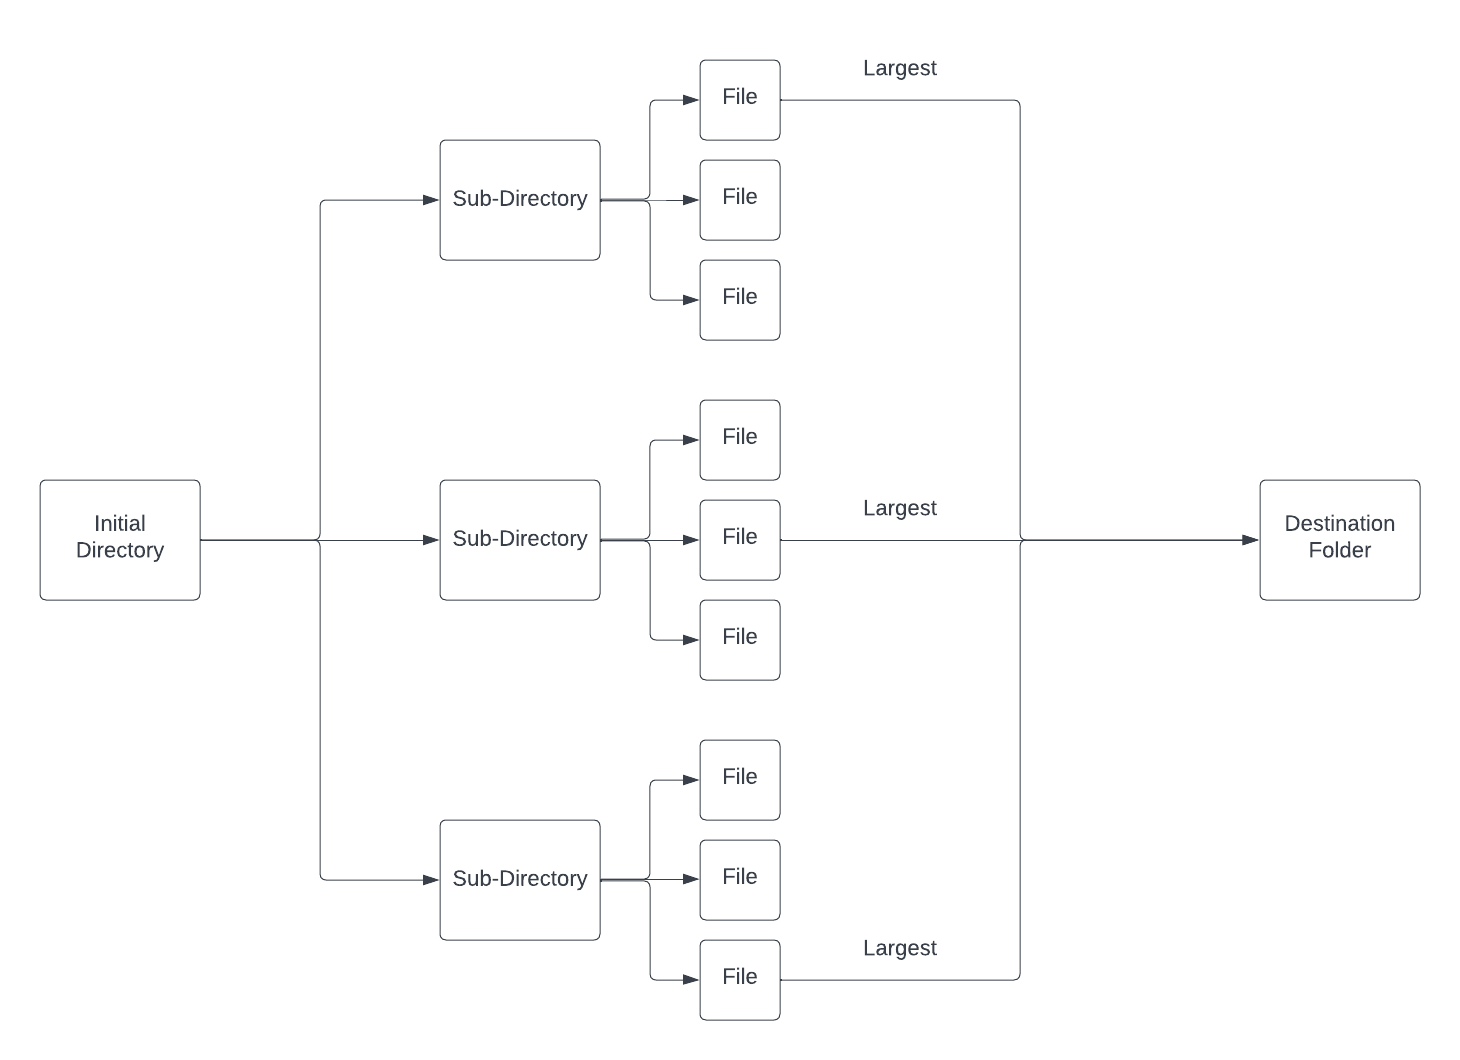 Initial
Directory
Sub-Directory
File
File
File
Largest
Sub-Directory
File
File
File
Largest
Sub-Directory
File
File
File
Largest
Destination
Folder